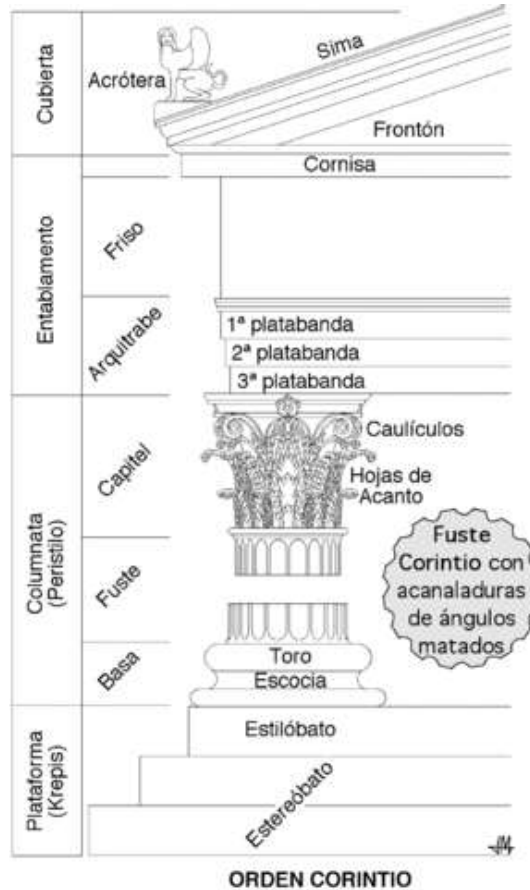 Cubierta
Acrótera
Sima
Frontón
Cornisa
Entablamento
Friso
Arquitrabe
1ª platabanda
2ª platabanda
3ª platabanda
Columnata
(Peristilo)
Capitel
Caulículos
Hojas de
Acanto
Fuste
Fuste
Corintio con
acanaladuras
de ángulos
matados
Basa
Toro
Escocia
Plataforma
(Krepis)
Estilóbato
Estereóbato
ORDEN CORINTIO